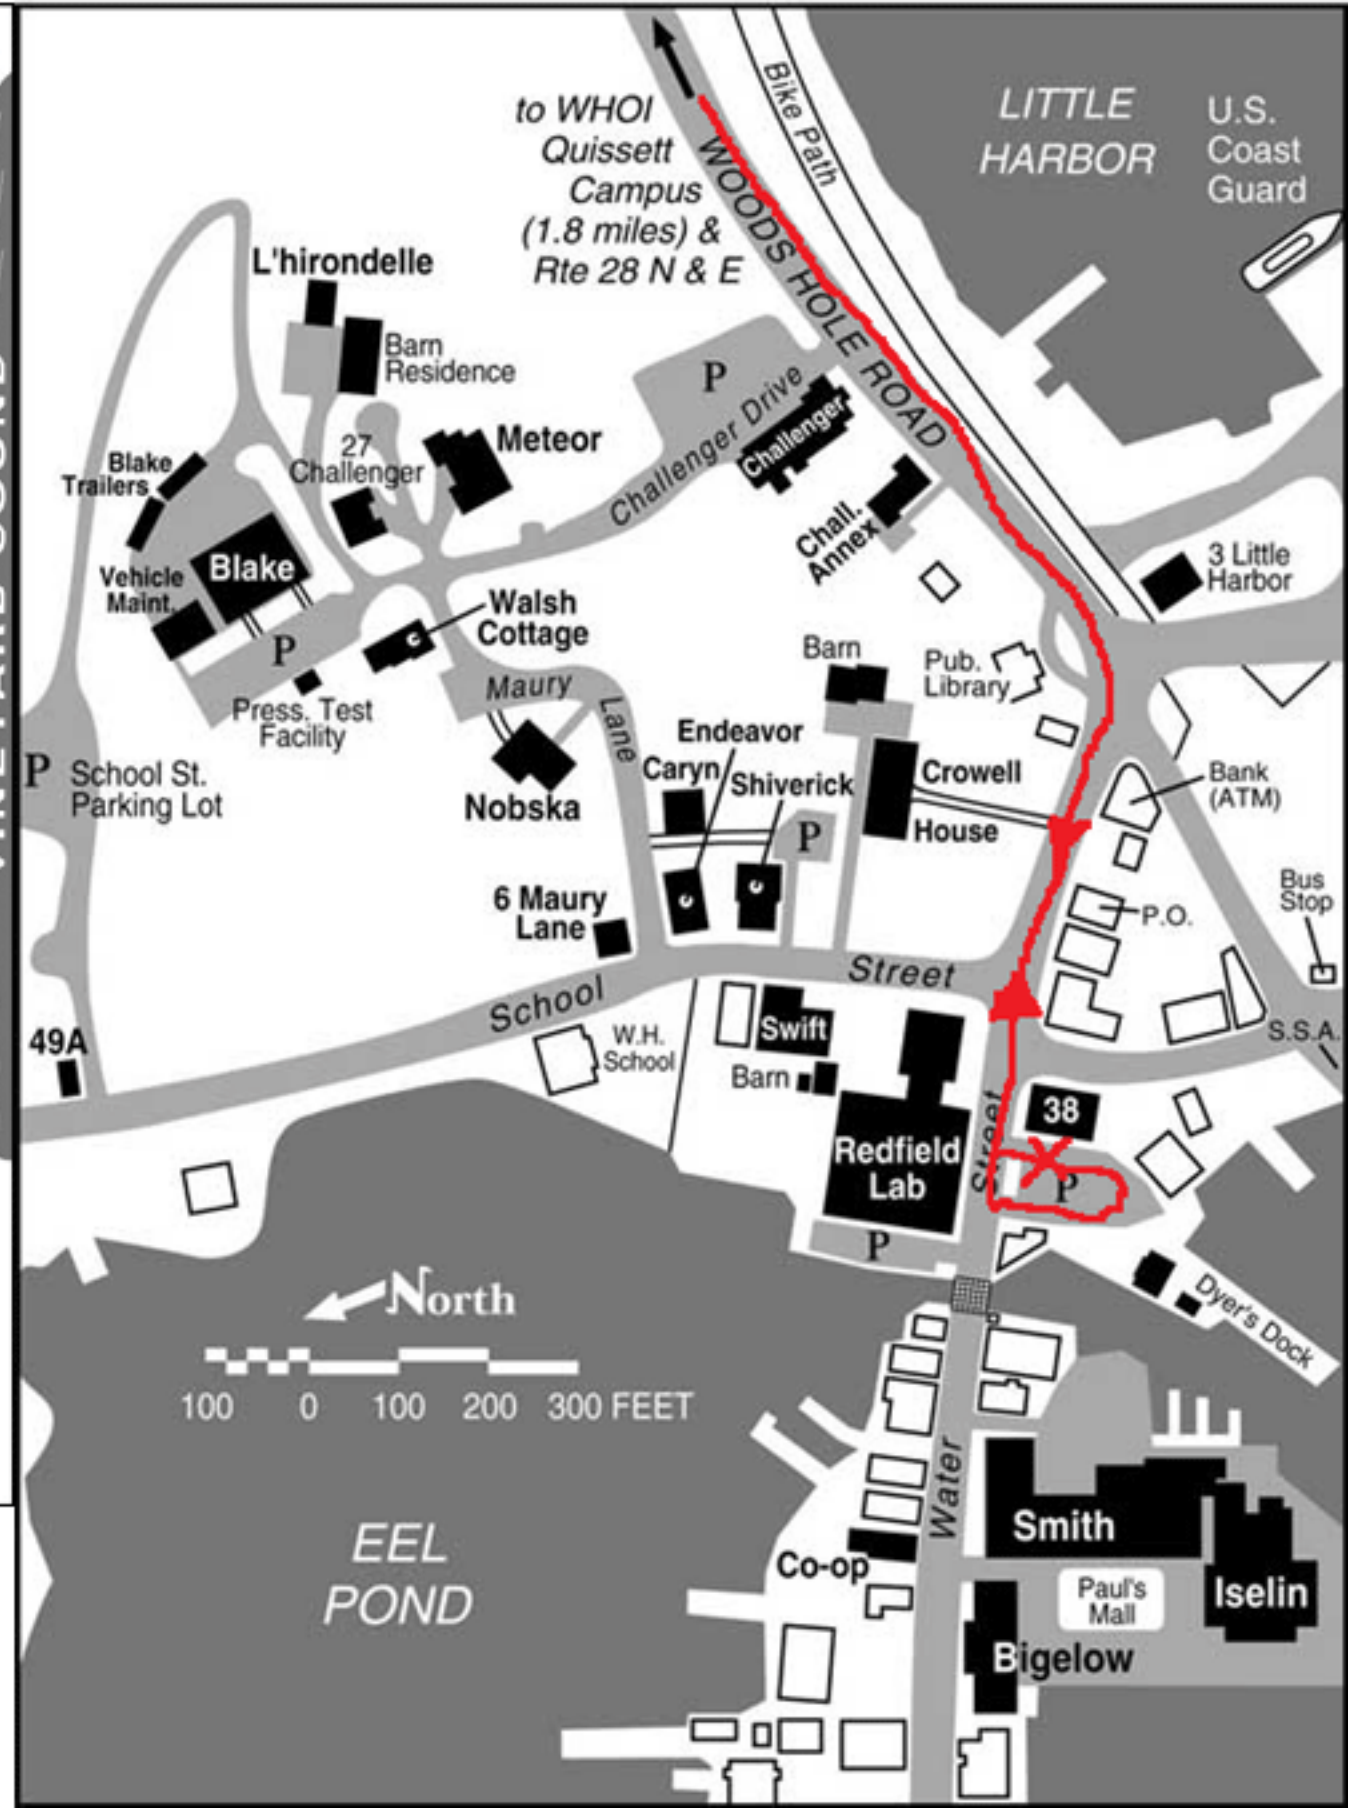 LITTLE
HARBOR
U.S.
Coast
Guard
Bike Path
to WHOI
Quissett
Campus
(1.8 miles) &
Rte 28 N & E
WOODS HOLE ROAD
L'hirondelle
Barn
Residence
P
Challenger Drive
Challenger
27
Challenger
Meteor
Blake
Trailers
Chall.
Annex
Blake
Vehicle
Maint.
3 Little
Harbor
Walsh
Cottage
P
Barn
Pub.
Library
Maury
Lane
Press. Test
Facility
Endeavor
Caryn
Shiverick
Crowell
House
Bank
(ATM)
P
School St.
Parking Lot
Nobska
P
6 Maury
Lane
P.O.
Bus
Stop
School
Street
49A
W.H.
School
Swift
Barn
S.S.A.
38
Redfield
Lab
Street
P
P
Dyer's Dock
North
100 0 100 200 300 FEET
EEL
POND
Water
Smith
Co-op
Paul's
Mall
Iselin
Bigelow